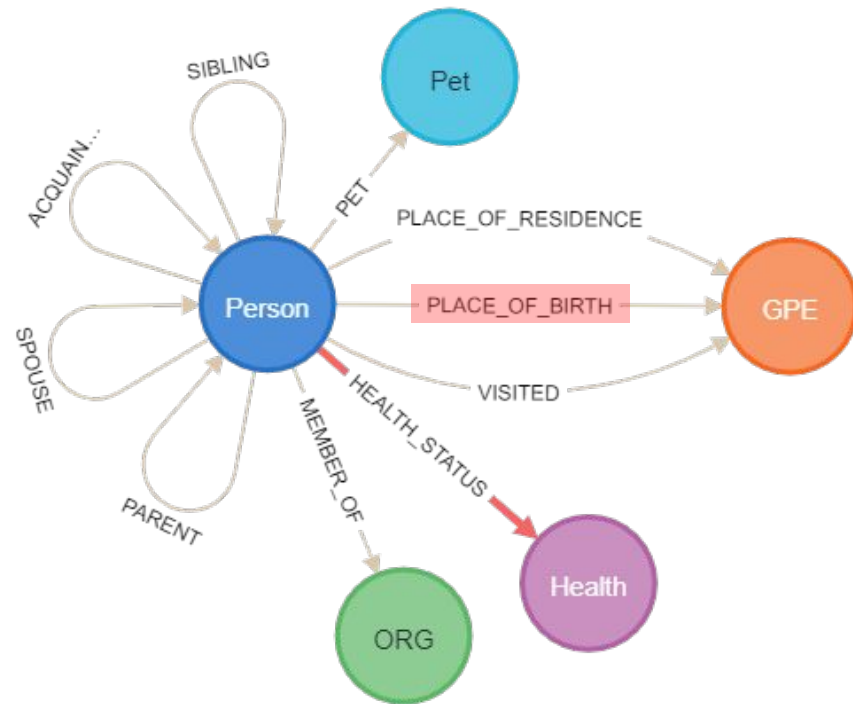 SIBLING
Pet
ACQUAIN...
PET
PLACE_OF_RESIDENCE
Person
PLACE_OF_BIRTH
GPE
SPOUSE
VISITED
HEALTH_STATUS
MEMBER_OF
PARENT
Health
ORG